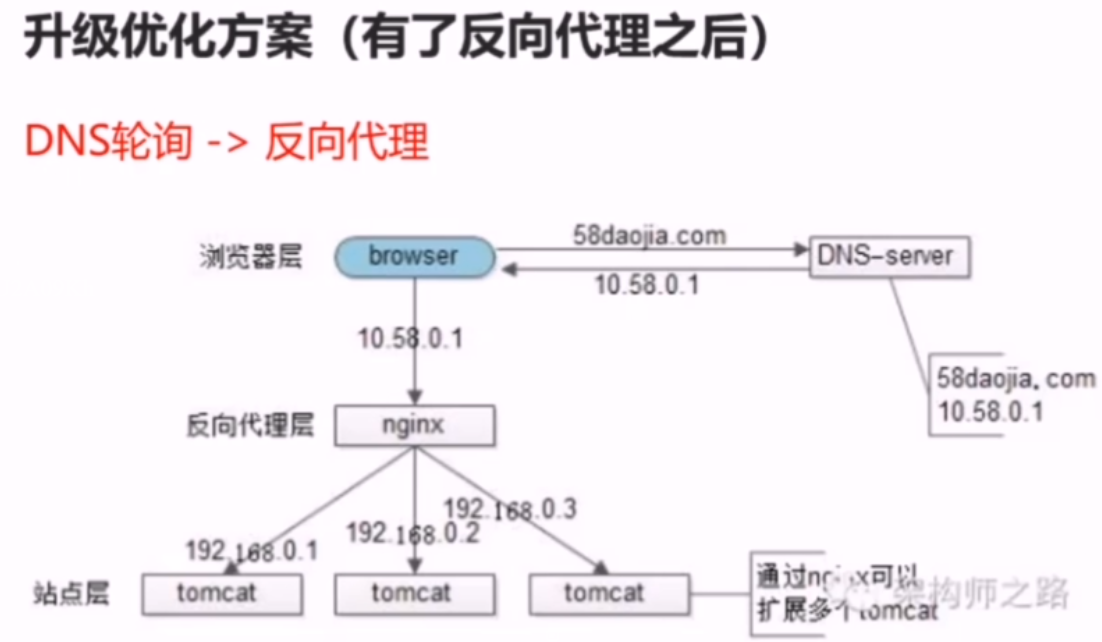 升级优化方案（有了反向代理之后）
DNS轮询 -> 反向代理
浏览器层
browser
58daojia.com
10.58.0.1
DNS-server
10.58.0.1
58daojia.com
10.58.0.1
反向代理层
nginx
192.168.0.1
192.168.0.2
192.168.0.3
站点层
tomcat
tomcat
tomcat
通过nginx可以
扩展多个tomcat
架构师之路